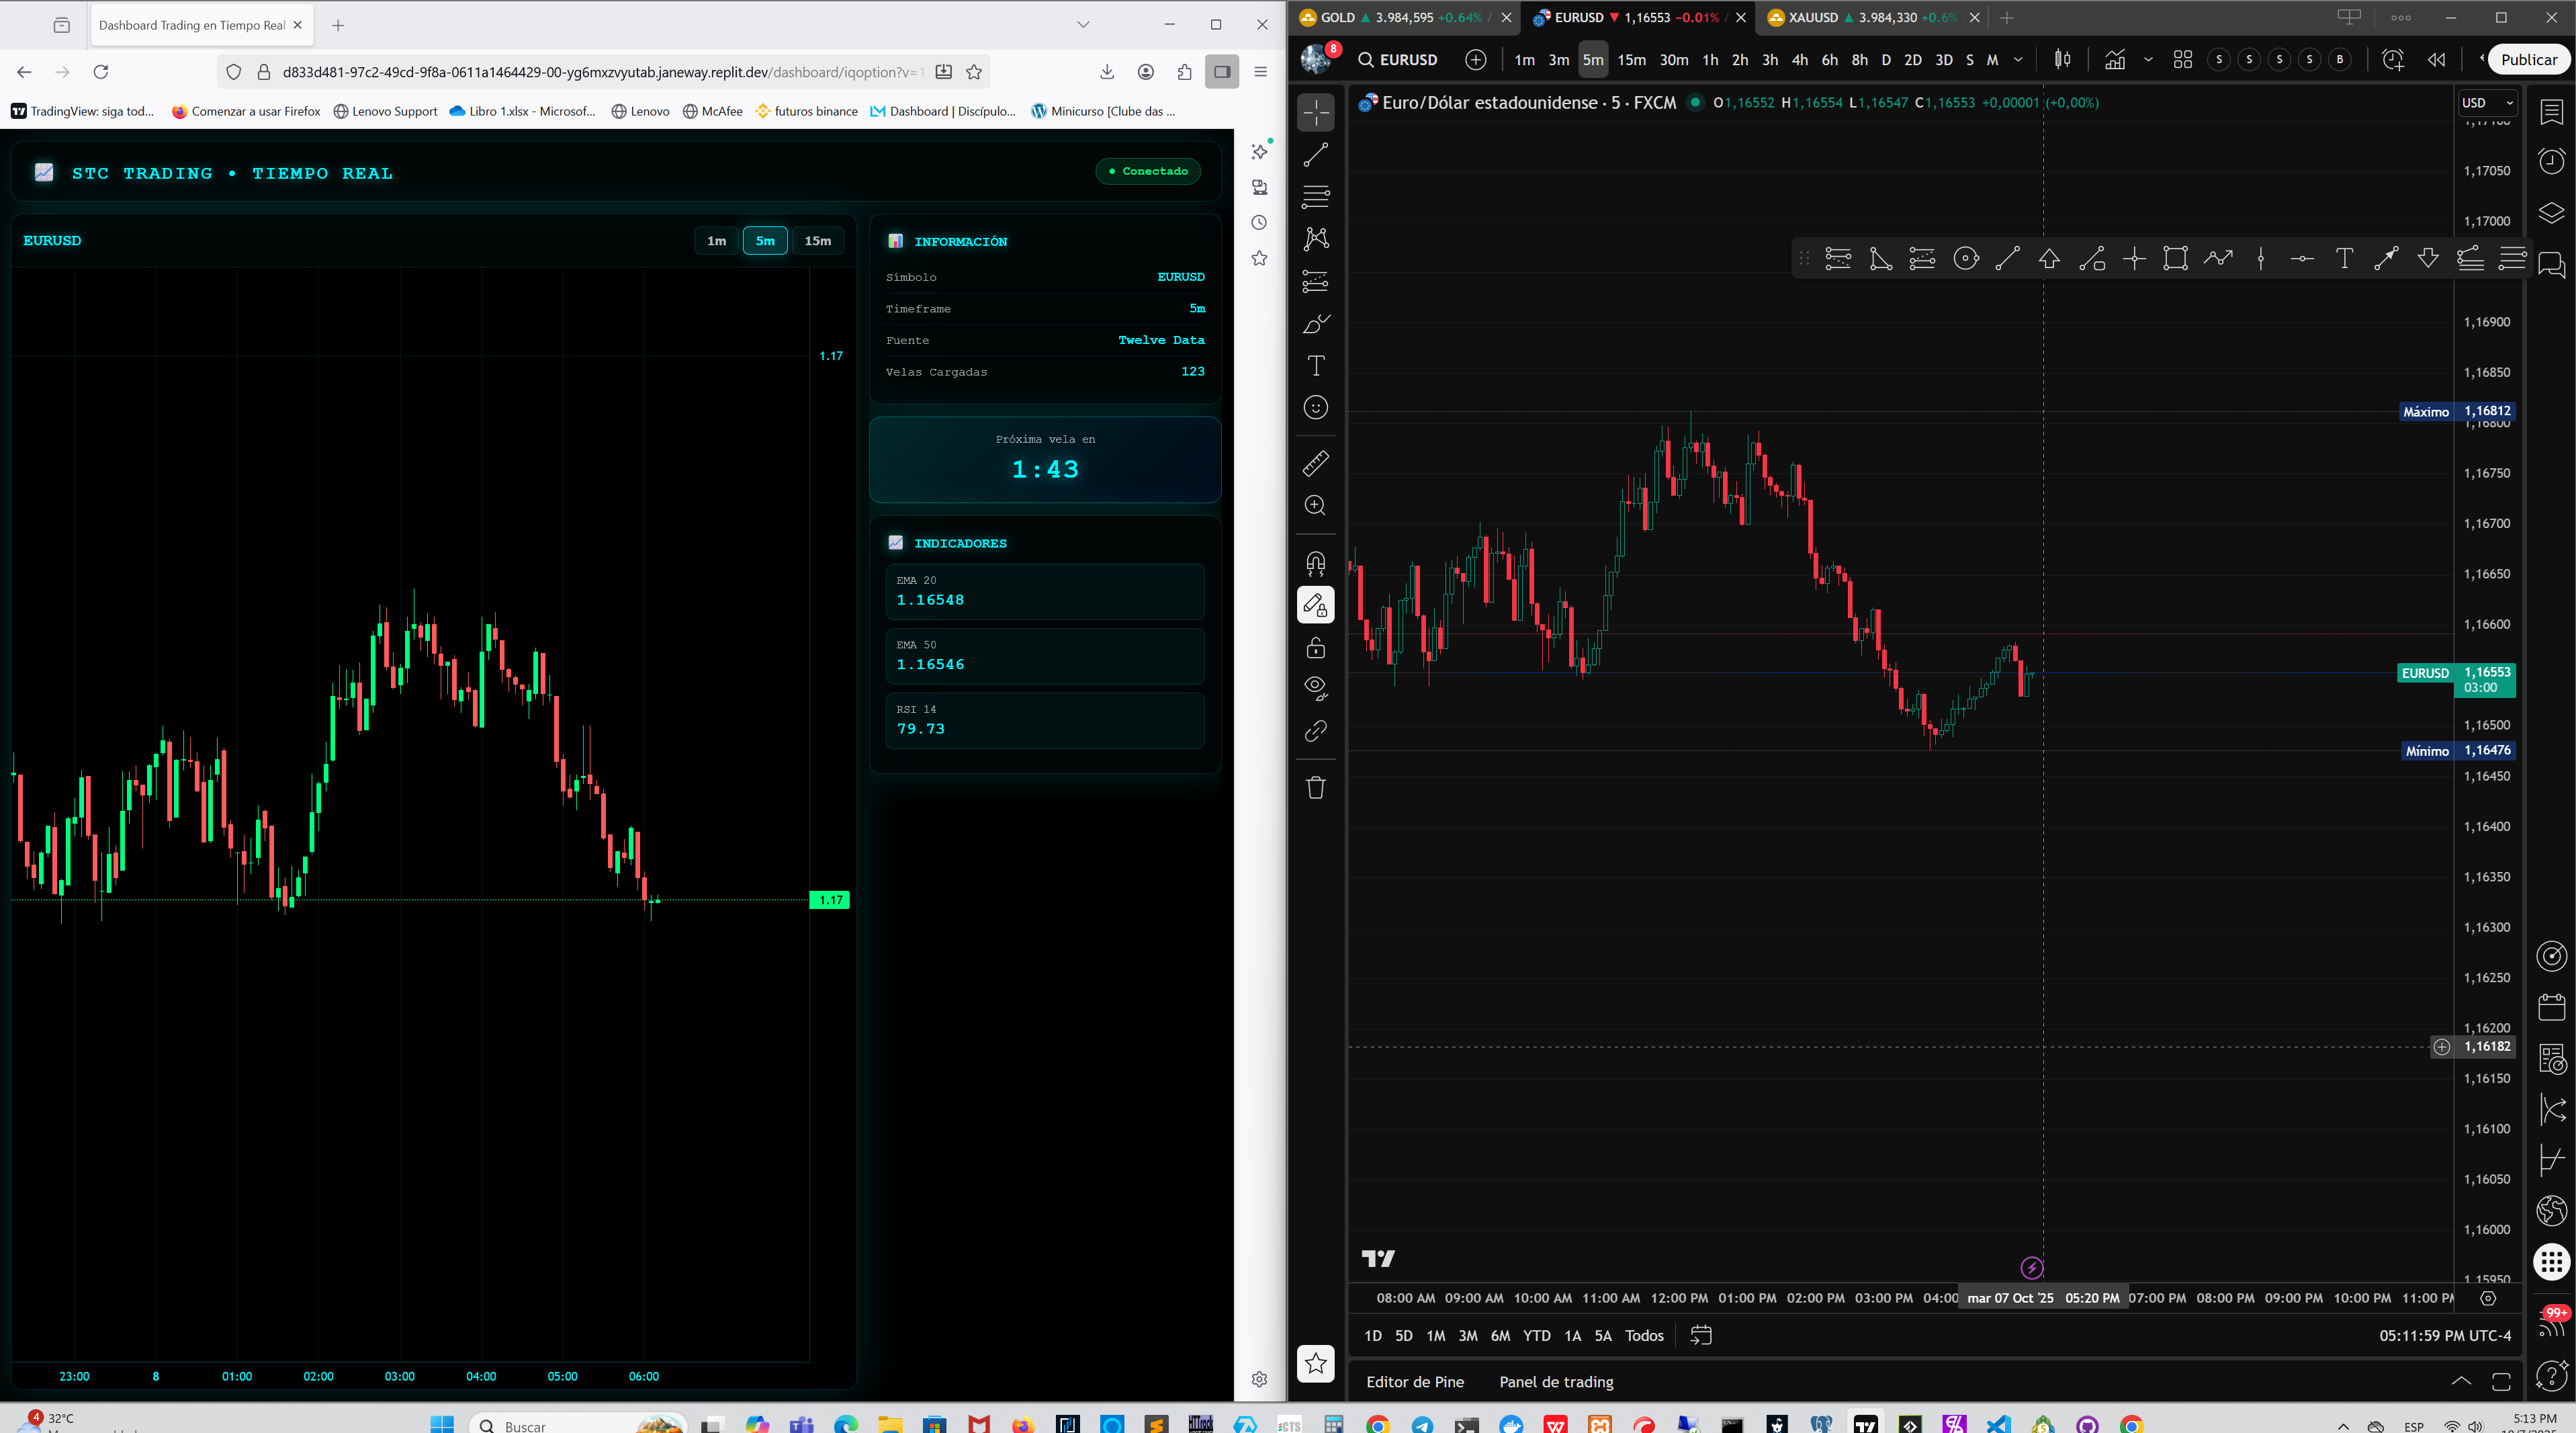 Dashboard Trading en Tiempo Real
d833d481-97c2-49cd-9f8a-0611a1464429-00-yg6mxzvyutab.janeway.replit.dev/dashboard/iqoption?v=
TradingView: siga tod...
Comenzar a usar Firefox
Lenovo Support
Libro 1.xlsx - Microsof...
Lenovo
McAfee
futuros binance
Dashboard | Discípulo...
Minicurso [Clube das ...
STC TRADING • TIEMPO REAL
● Conectado
EURUSD
1m 5m 15m
1.17
1.17
23:00 8 01:00 02:00 03:00 04:00 05:00 06:00
INFORMACIÓN
Símbolo EURUSD
Timeframe 5m
Fuente Twelve Data
Velas Cargadas 123
Próxima vela en
1:43
INDICADORES
EMA 20
1.16548
EMA 50
1.16546
RSI 14
79.73
GOLD ▲ 3.984,595 +0.64% /
EURUSD ▼ 1,16553 −0.01% /
XAUUSD ▲ 3.984,330 +0.6%
8
EURUSD
1m 3m 5m 15m 30m 1h 2h 3h 4h 6h 8h D 2D 3D S M
S S S S B
Publicar
Euro/Dólar estadounidense · 5 · FXCM
O1,16552 H1,16554 L1,16547 C1,16553 +0,00001 (+0,00%)
USD
1,17100
1,17050
1,17000
1,16900
1,16850
Máximo 1,16812
1,16800
1,16750
1,16700
1,16650
1,16600
EURUSD 1,16553
03:00
1,16500
Mínimo 1,16476
1,16450
1,16400
1,16350
1,16300
1,16250
1,16200
1,16182
1,16150
1,16100
1,16050
1,16000
1,15950
08:00 AM 09:00 AM 10:00 AM 11:00 AM 12:00 PM 01:00 PM 02:00 PM 03:00 PM 04:00 mar 07 Oct '25 05:20 PM 07:00 PM 08:00 PM 09:00 PM 10:00 PM 11:00 PM
1D 5D 1M 3M 6M YTD 1A 5A Todos
05:11:59 PM UTC-4
Editor de Pine
Panel de trading
99+
4
32°C
Buscar
ESP
5:13 PM